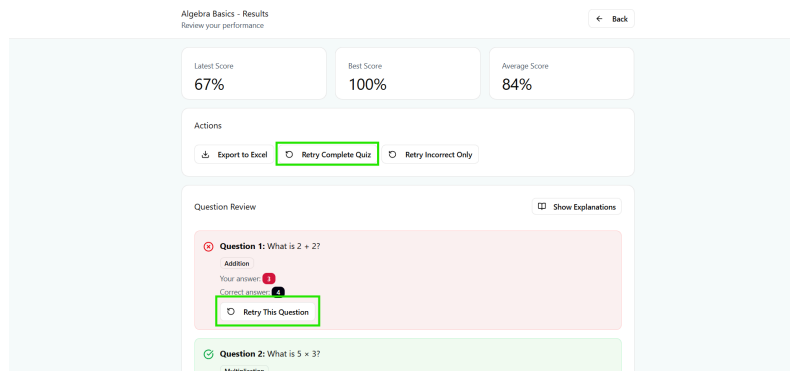 Algebra Basics - Results
Review your performance
Back
Latest Score
67%
Best Score
100%
Average Score
84%
Actions
Export to Excel
Retry Complete Quiz
Retry Incorrect Only
Question Review
Show Explanations
Question 1: What is 2 + 2?
Addition
Your answer: 3
Correct answer: 4
Retry This Question
Question 2: What is 5 × 3?
Multiplication